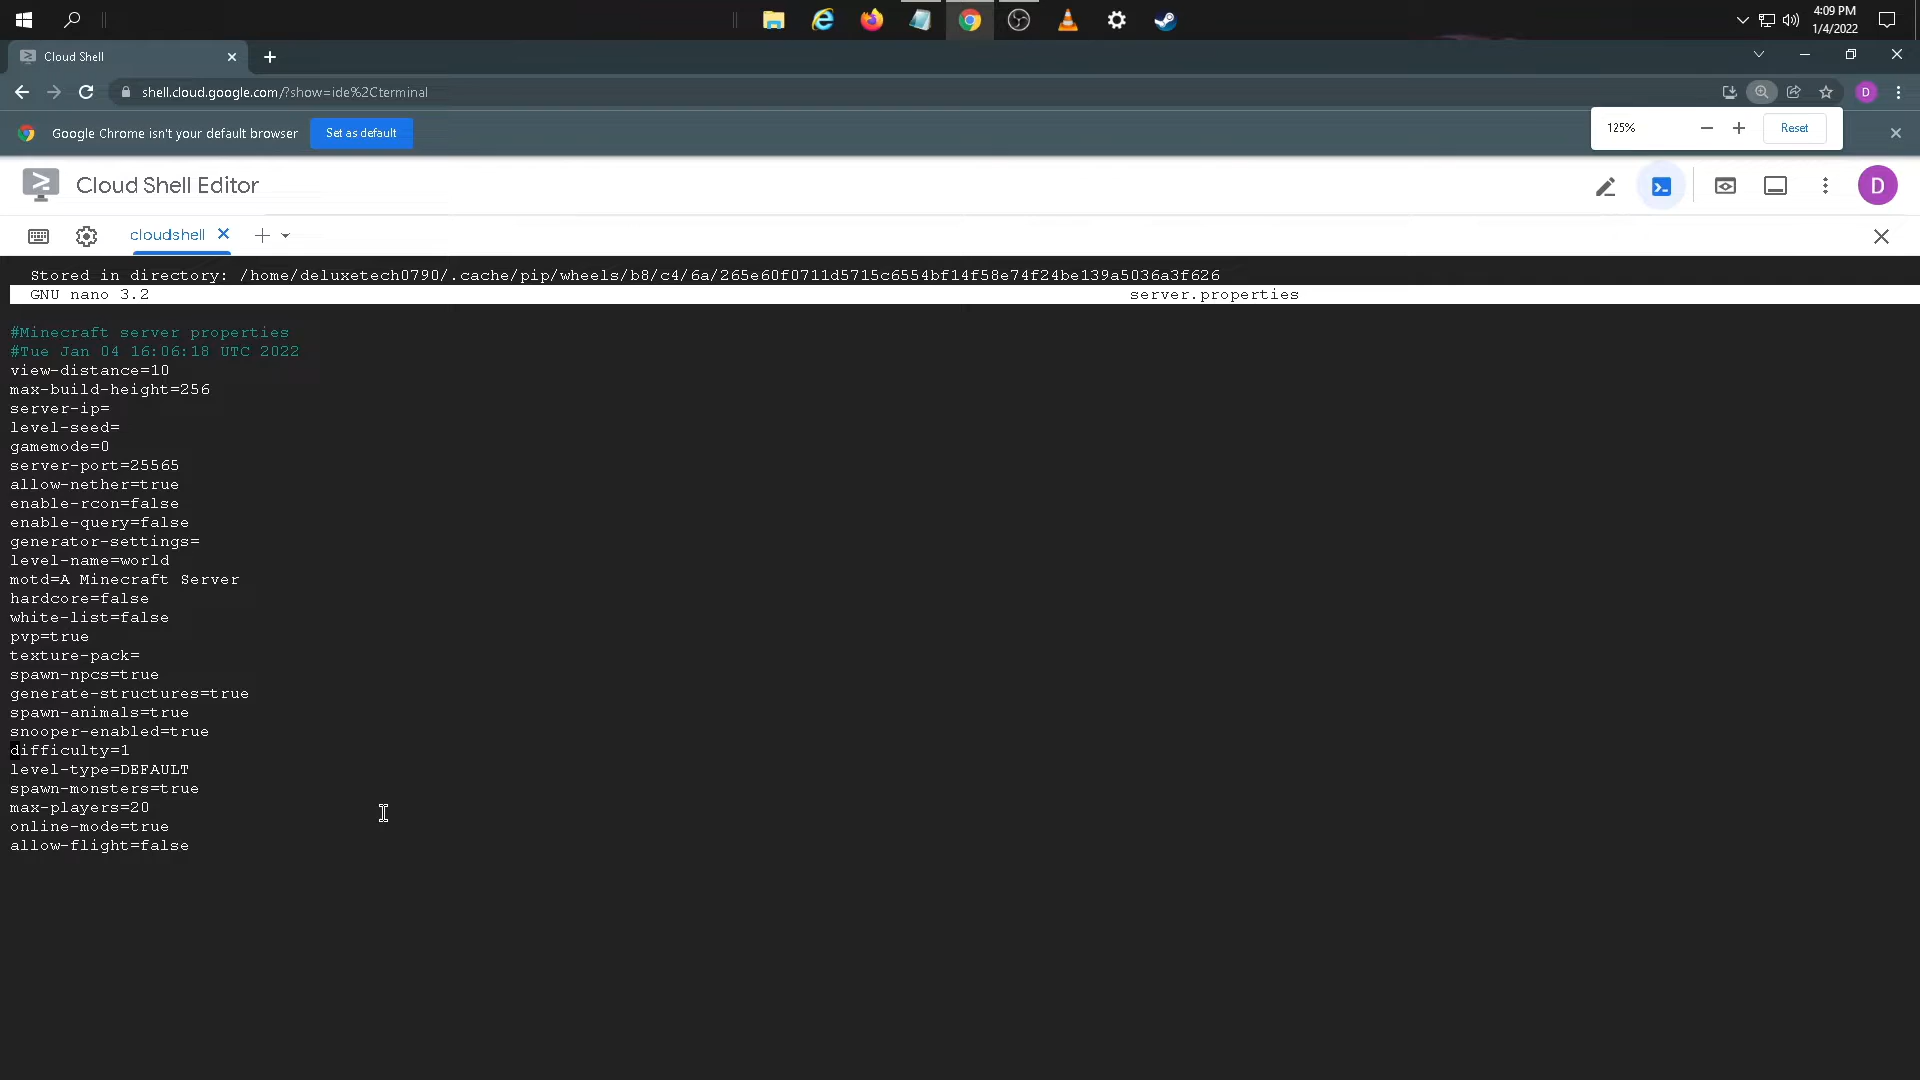 4:09 PM
1/4/2022
Cloud Shell
shell.cloud.google.com/?show=ide%2Cterminal
Google Chrome isn't your default browser
Set as default
125%
Reset
D
Cloud Shell Editor
D
cloudshell
Stored in directory: /home/deluxetech0790/.cache/pip/wheels/b8/c4/6a/265e60f0711d5715c6554bf14f58e74f24be139a5036a3f626
GNU nano 3.2 server.properties
#Minecraft server properties
#Tue Jan 04 16:06:18 UTC 2022
view-distance=10
max-build-height=256
server-ip=
level-seed=
gamemode=0
server-port=25565
allow-nether=true
enable-rcon=false
enable-query=false
generator-settings=
level-name=world
motd=A Minecraft Server
hardcore=false
white-list=false
pvp=true
texture-pack=
spawn-npcs=true
generate-structures=true
spawn-animals=true
snooper-enabled=true
difficulty=1
level-type=DEFAULT
spawn-monsters=true
max-players=20
online-mode=true
allow-flight=false